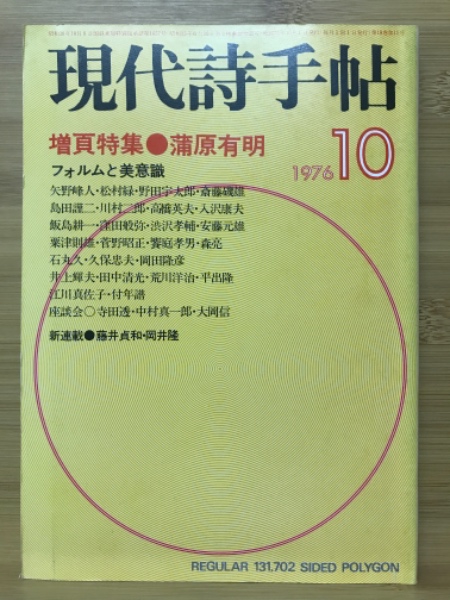 現代詩手帖
増頁特集●蒲原有明
1976 10
フォルムと美意識
矢野峰人・松村緑・野田宇太郎・斎藤磯雄
島田謹二・川村二郎・高橋英夫・入沢康夫
飯島耕一・窪田般弥・渋沢孝輔・安藤元雄
粟津則雄・菅野昭正・饗庭孝男・森亮
石丸久・久保忠夫・岡田隆彦
井上輝夫・田中清光・荒川洋治・平出隆
江川真佐子・付年譜
座談会○寺田透・中村真一郎・大岡信
新連載●藤井貞和・岡井隆
REGULAR 131,702 SIDED POLYGON